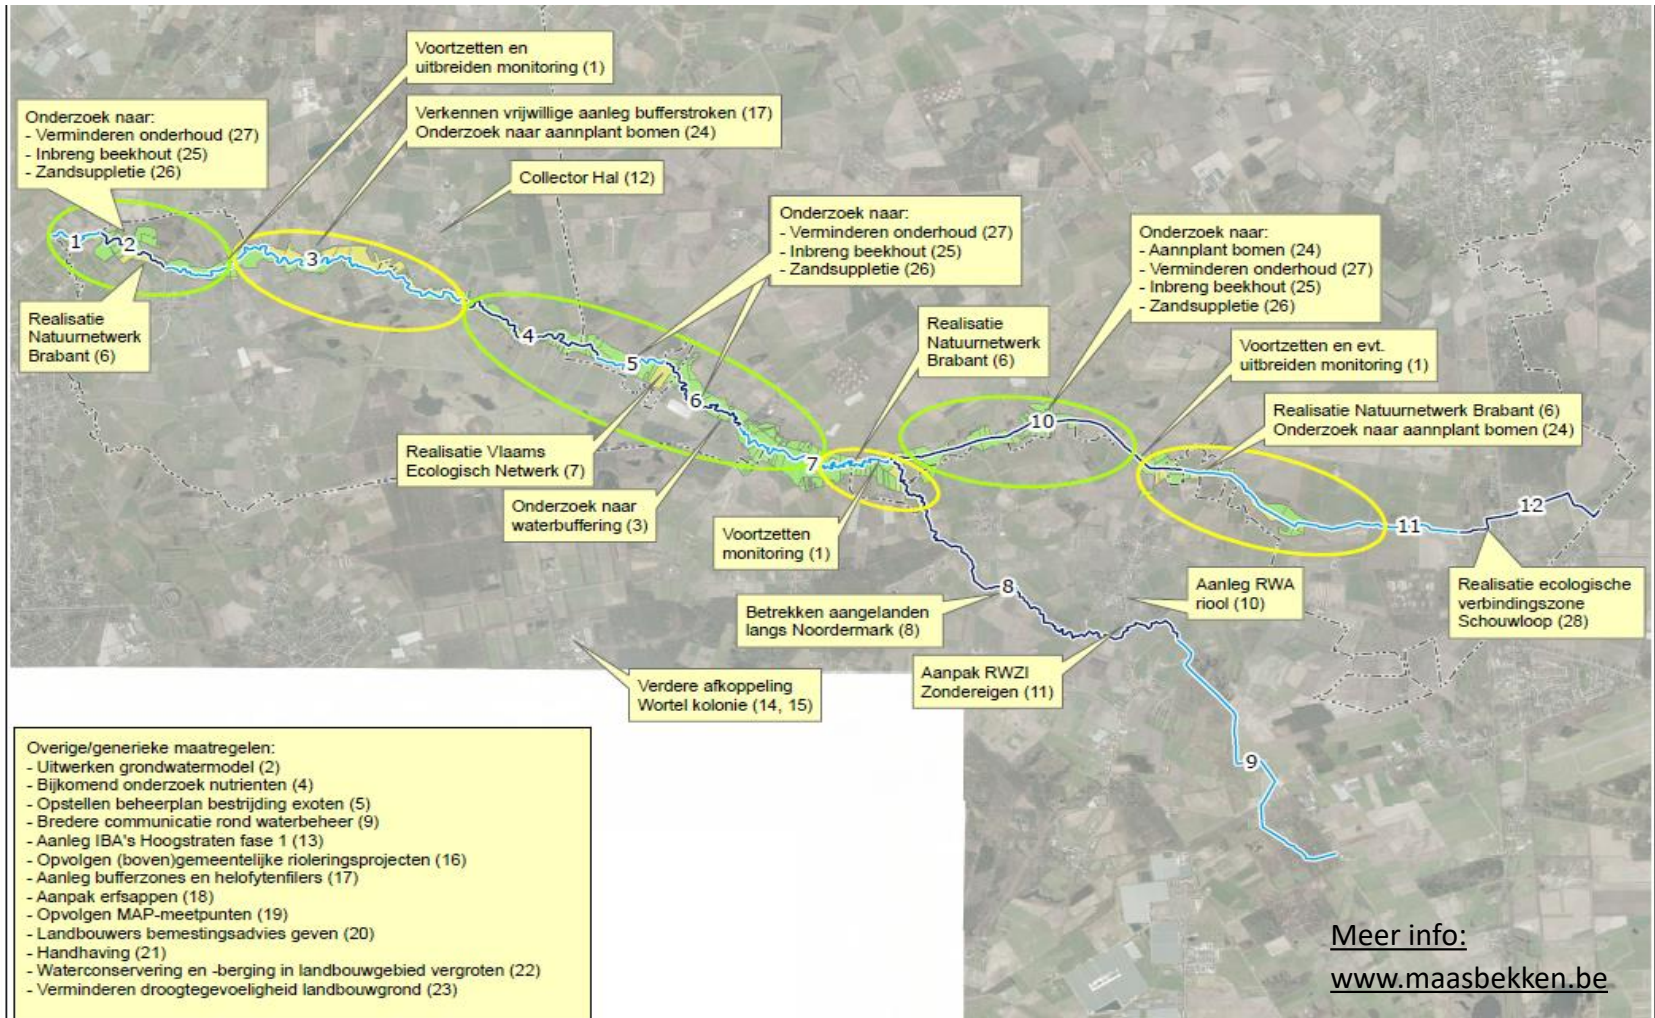 Voortzetten en
uitbreiden monitoring (1)
Onderzoek naar:
- Verminderen onderhoud (27)
- Inbreng beekhout (25)
- Zandsuppletie (26)
Verkennen vrijwillige aanleg bufferstroken (17)
Onderzoek naar aannplant bomen (24)
Collector Hal (12)
Onderzoek naar:
- Verminderen onderhoud (27)
- Inbreng beekhout (25)
- Zandsuppletie (26)
Onderzoek naar:
- Aannplant bomen (24)
- Verminderen onderhoud (27)
- Inbreng beekhout (25)
- Zandsuppletie (26)
1
2
3
Realisatie
Natuurnetwerk
Brabant (6)
4
5
6
7
Realisatie
Natuurnetwerk
Brabant (6)
Voortzetten en evt.
uitbreiden monitoring (1)
10
Realisatie Natuurnetwerk Brabant (6)
Onderzoek naar aannplant bomen (24)
Realisatie Vlaams
Ecologisch Netwerk (7)
Onderzoek naar
waterbuffering (3)
Voortzetten
monitoring (1)
11
12
8
Betrekken aangelanden
langs Noordermark (8)
Aanleg RWA
riool (10)
Realisatie ecologische
verbindingszone
Schouwloop (28)
Verdere afkoppeling
Wortel kolonie (14, 15)
Aanpak RWZI
Zondereigen (11)
9
Overige/generieke maatregelen:
- Uitwerken grondwatermodel (2)
- Bijkomend onderzoek nutrienten (4)
- Opstellen beheerplan bestrijding exoten (5)
- Bredere communicatie rond waterbeheer (9)
- Aanleg IBA's Hoogstraten fase 1 (13)
- Opvolgen (boven)gemeentelijke rioleringsprojecten (16)
- Aanleg bufferzones en helofytenfilers (17)
- Aanpak erfsappen (18)
- Opvolgen MAP-meetpunten (19)
- Landbouwers bemestingsadvies geven (20)
- Handhaving (21)
- Waterconservering en -berging in landbouwgebied vergroten (22)
- Verminderen droogtegevoeligheid landbouwgrond (23)
Meer info:
www.maasbekken.be